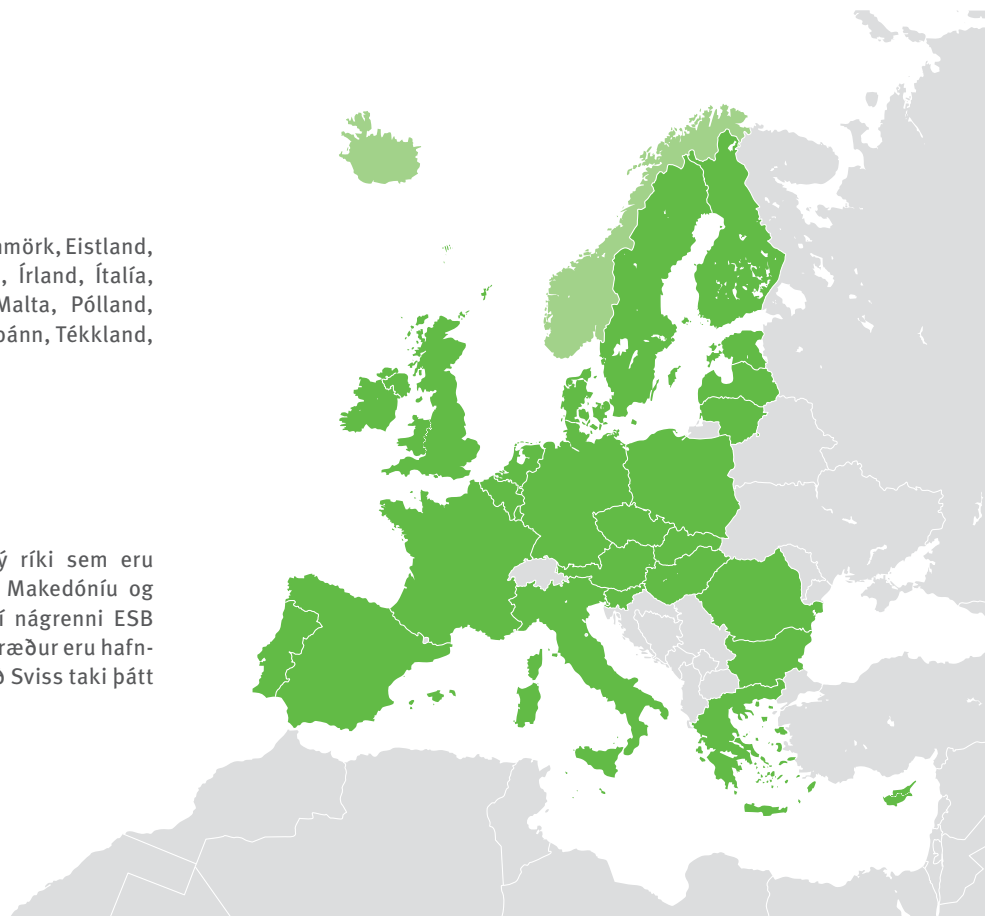 mörk, Eistland,
, Írland, Ítalía,
Malta, Pólland,
pánn, Tékkland,
ý ríki sem eru
Makedóníu og
í nágrenni ESB
ræður eru hafn-
ð Sviss taki þátt